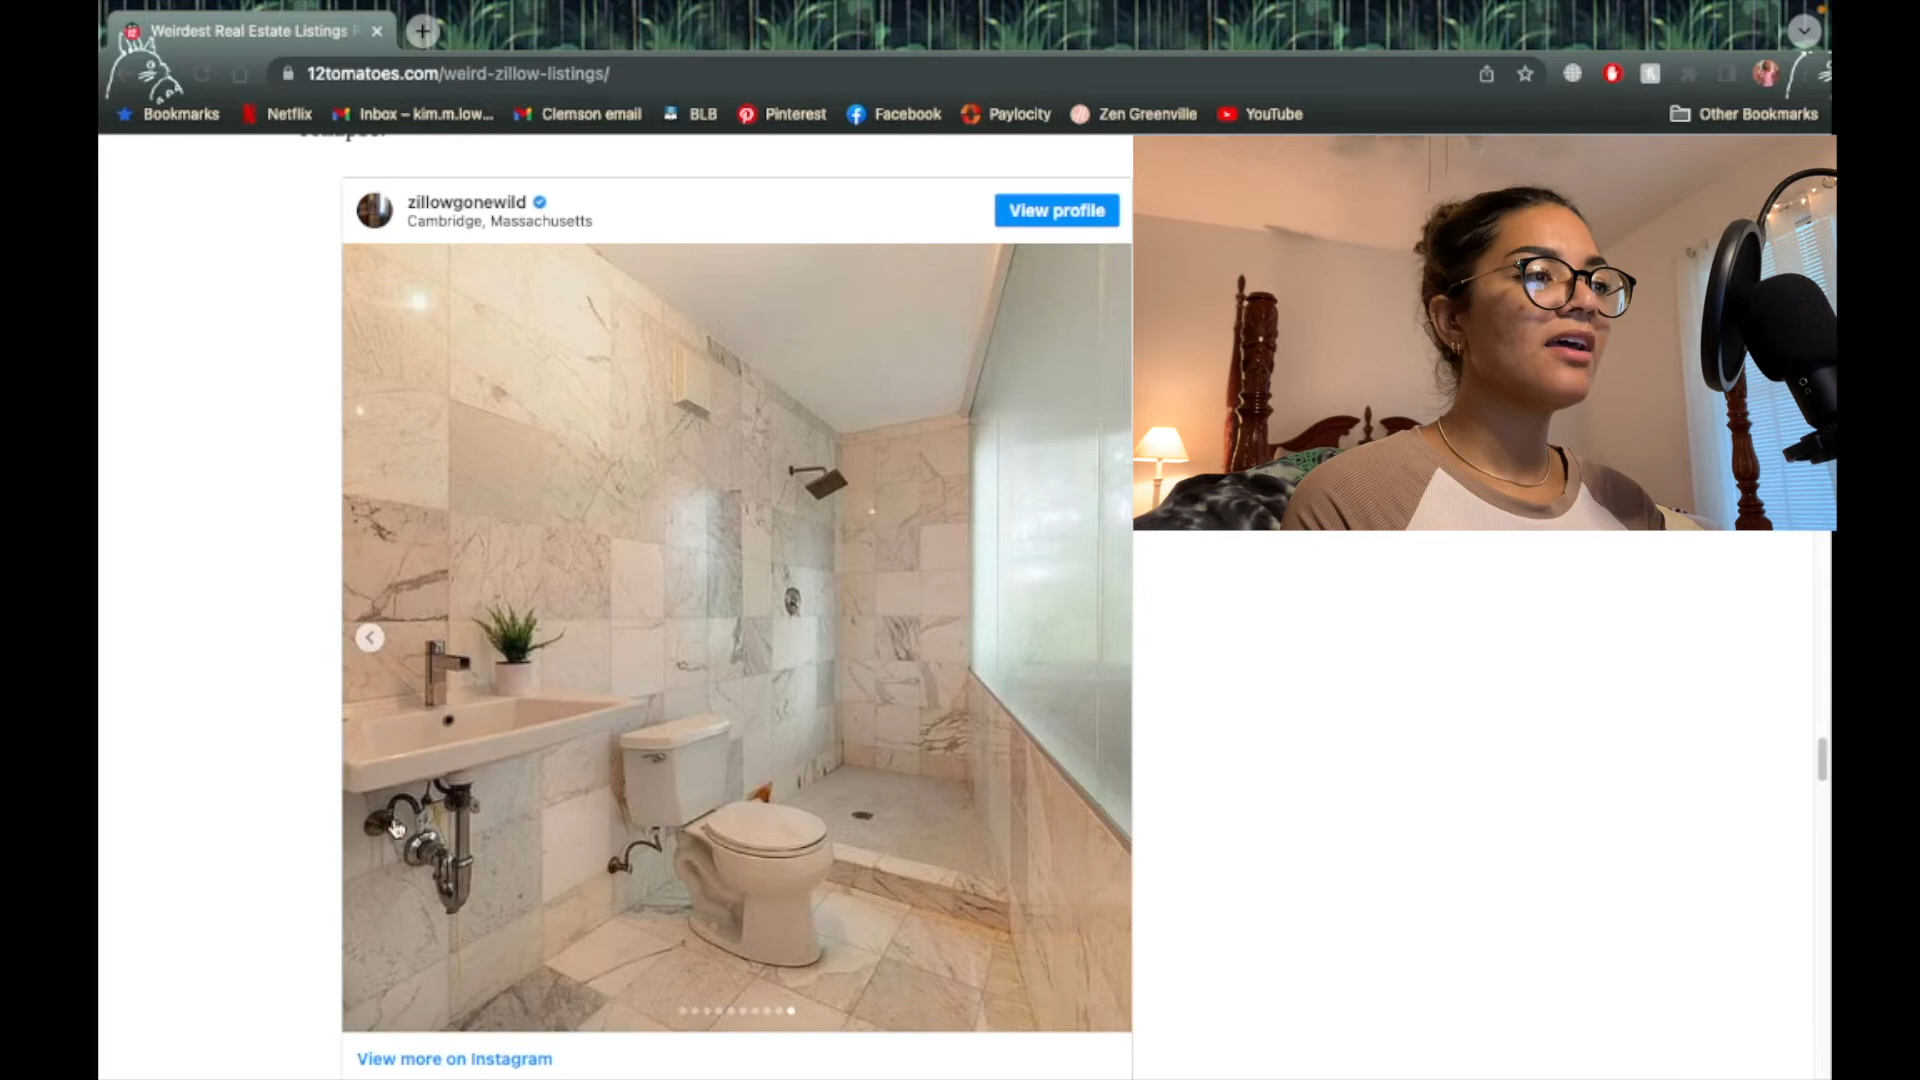 Weirdest Real Estate Listings
12tomatoes.com/weird-zillow-listings/
Bookmarks
Netflix
Inbox – kim.m.low...
Clemson email
BLB
Pinterest
Facebook
Paylocity
Zen Greenville
YouTube
Other Bookmarks
zillowgonewild
Cambridge, Massachusetts
View profile
View more on Instagram